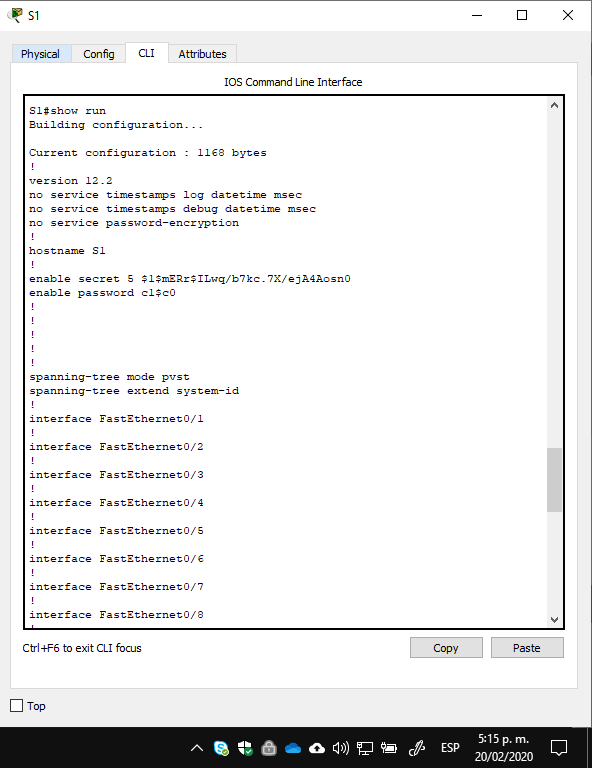 S1
Physical Config CLI Attributes
IOS Command Line Interface
S1#show run
Building configuration...
Current configuration : 1168 bytes
!
version 12.2
no service timestamps log datetime msec
no service timestamps debug datetime msec
no service password-encryption
!
hostname S1
!
enable secret 5 $1$mERr$ILwq/b7kc.7X/ejA4Aosn0
enable password c1$c0
!
!
!
!
!
spanning-tree mode pvst
spanning-tree extend system-id
!
interface FastEthernet0/1
!
interface FastEthernet0/2
!
interface FastEthernet0/3
!
interface FastEthernet0/4
!
interface FastEthernet0/5
!
interface FastEthernet0/6
!
interface FastEthernet0/7
!
interface FastEthernet0/8
!
Ctrl+F6 to exit CLI focus
Copy Paste
Top
ESP
5:15 p. m.
20/02/2020